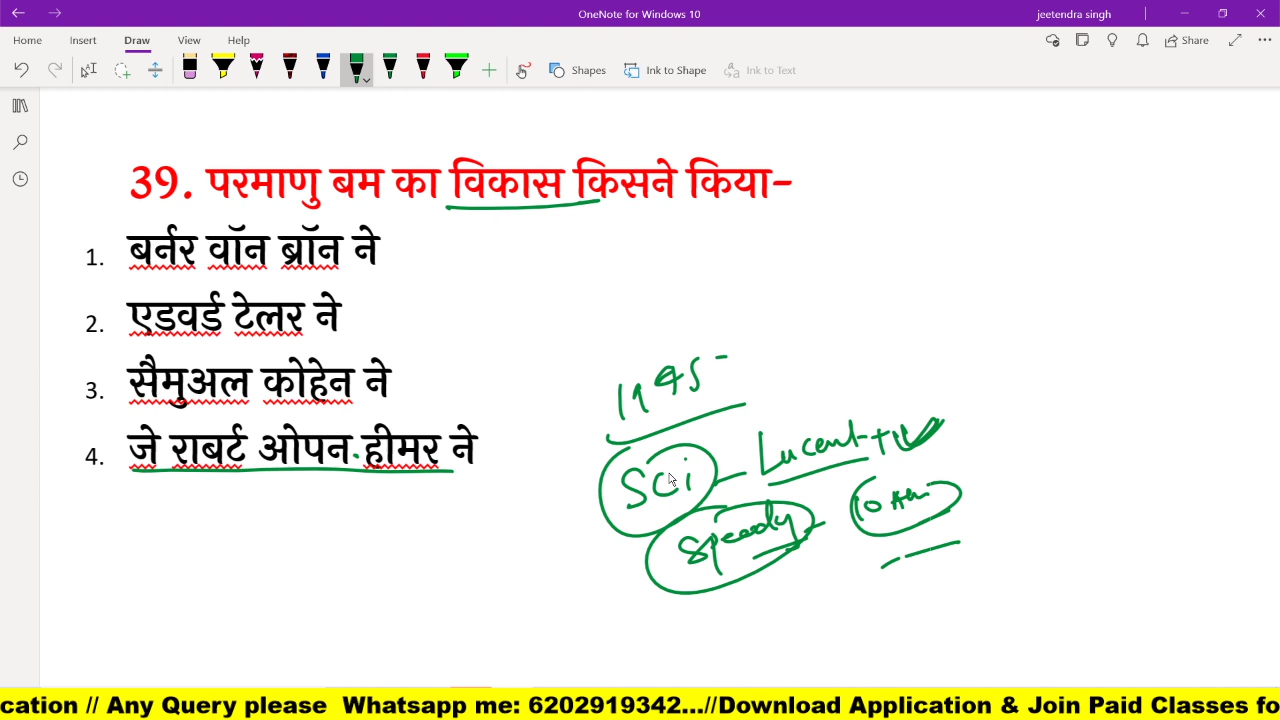 OneNote for Windows 10
jeetendra singh
Home Insert Draw View Help
Share
Shapes Ink to Shape Ink to Text
39. परमाणु बम का विकास किसने किया-
1. बर्नर वॉन ब्रॉन ने
2. एडवर्ड टेलर ने
3. सैमुअल कोहेन ने
4. जे राबर्ट ओपन हीमर ने
1945
SCi - Lucent +
Speedy -
cation // Any Query please Whatsapp me: 6202919342...//Download Application & Join Paid Classes fo